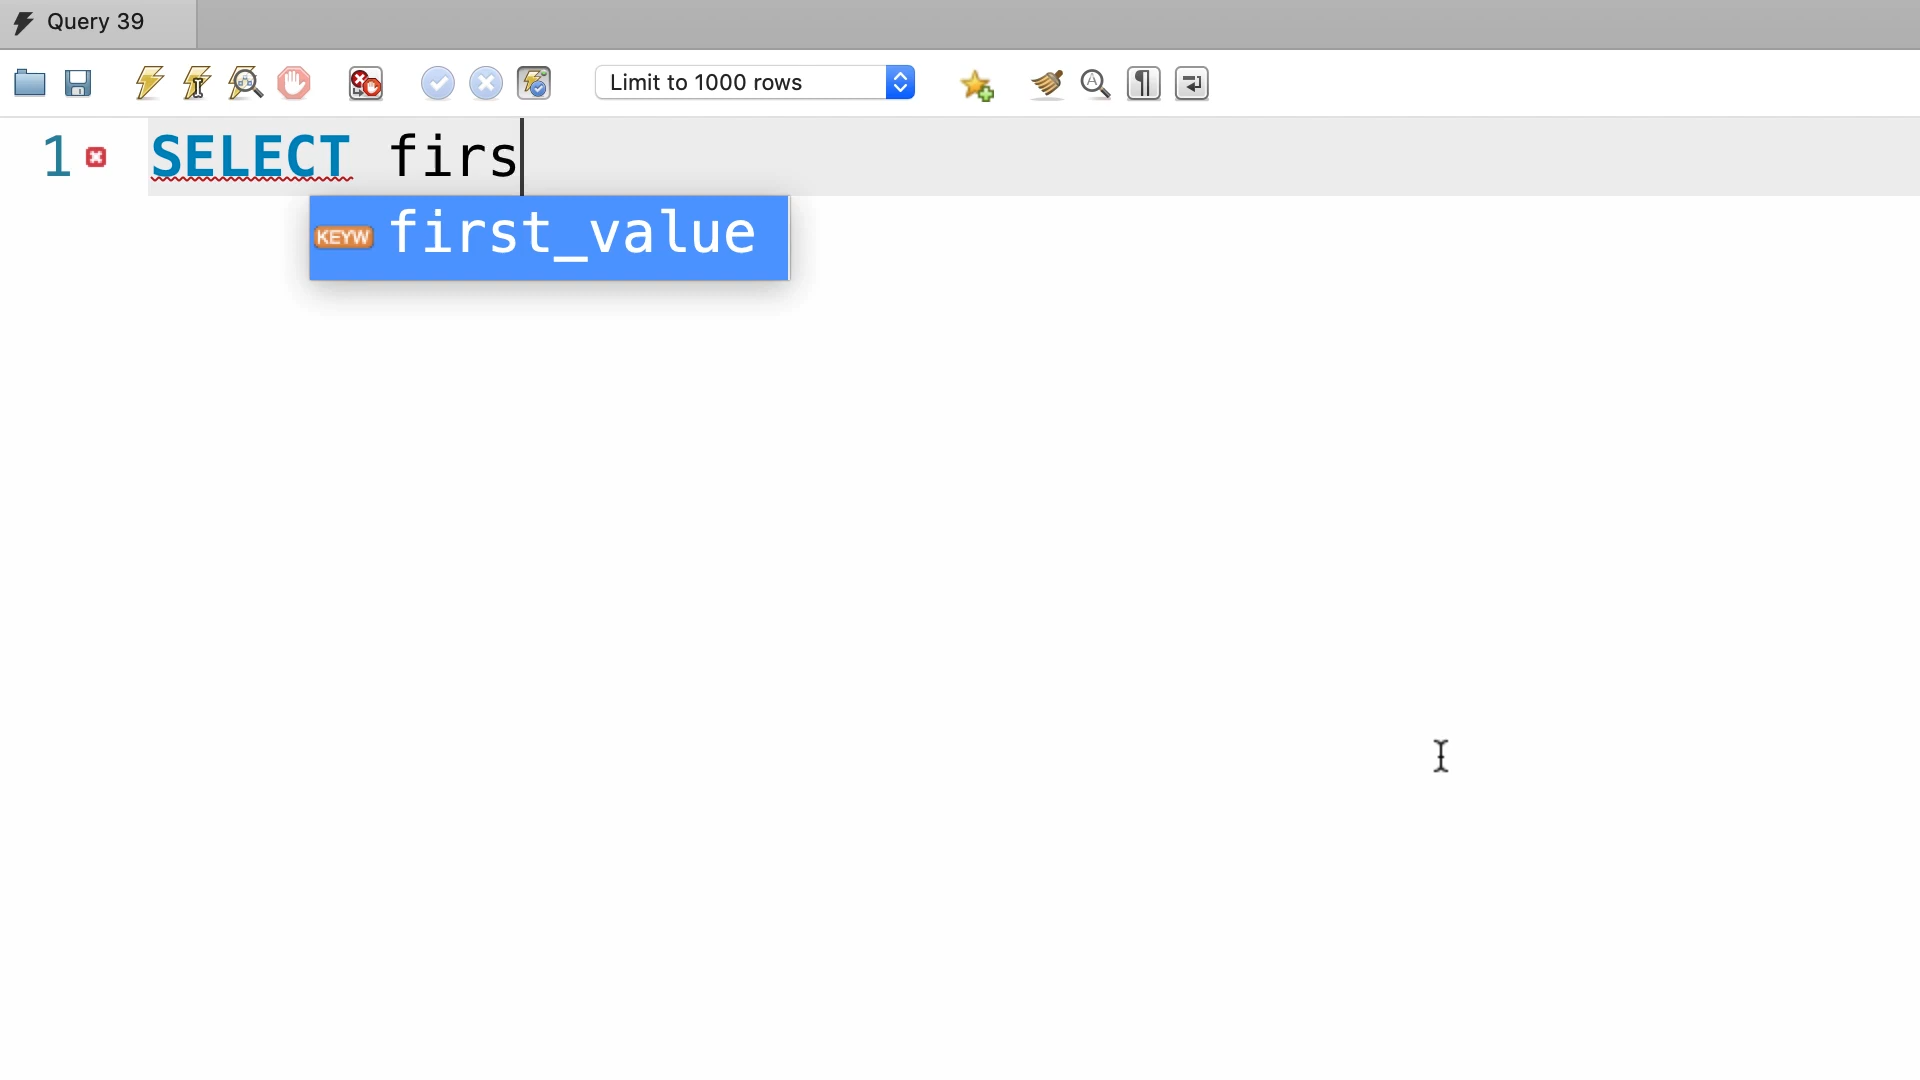 Query 39
Limit to 1000 rows
1 SELECT firs
KEYW first_value